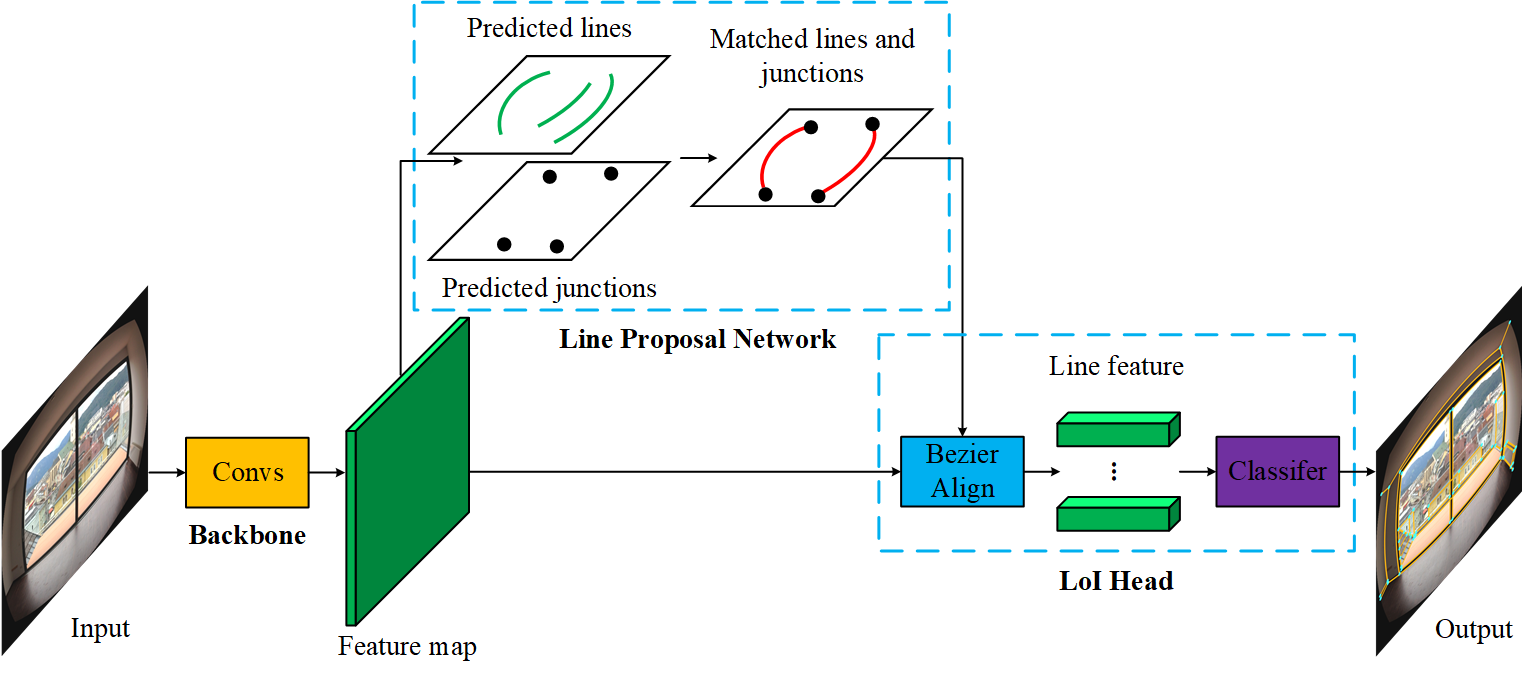 Predicted lines
Matched lines and
junctions
Predicted junctions
Line Proposal Network
Line feature
Convs
Backbone
Bezier
Align
⋮
Classifer
LoI Head
Input
Feature map
Output